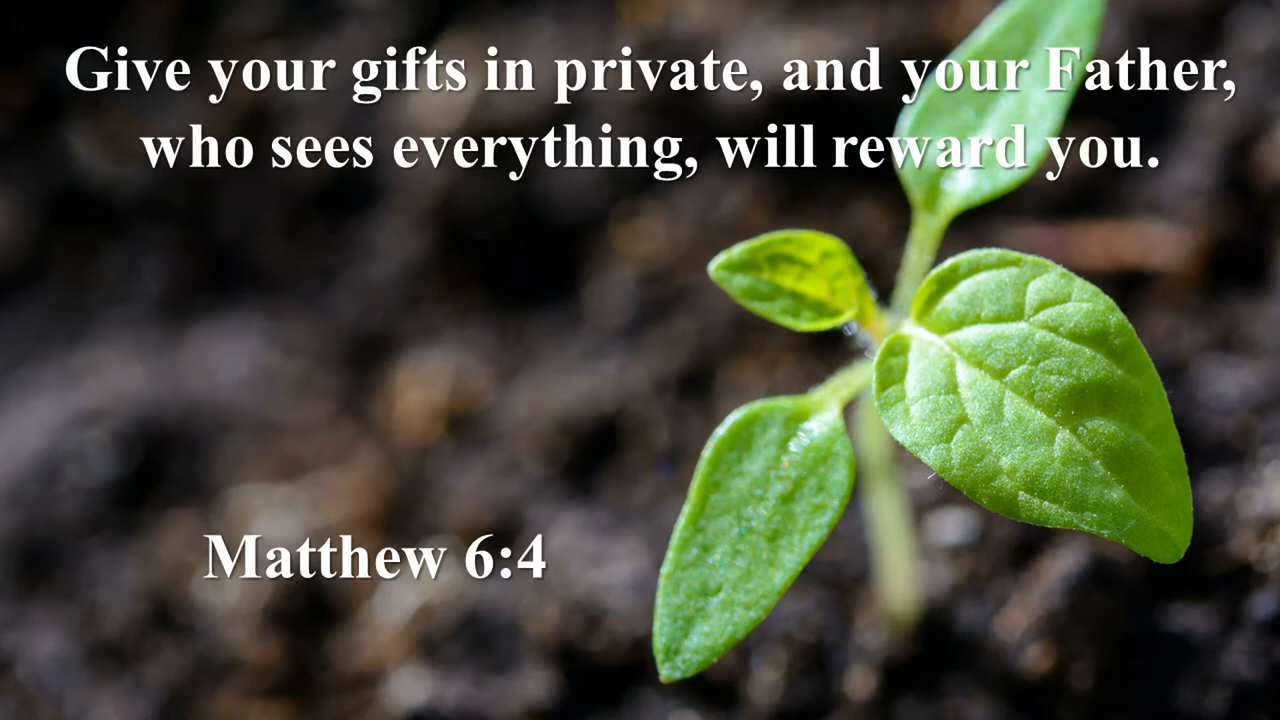 Give your gifts in private, and your Father,
who sees everything, will reward you.
Matthew 6:4